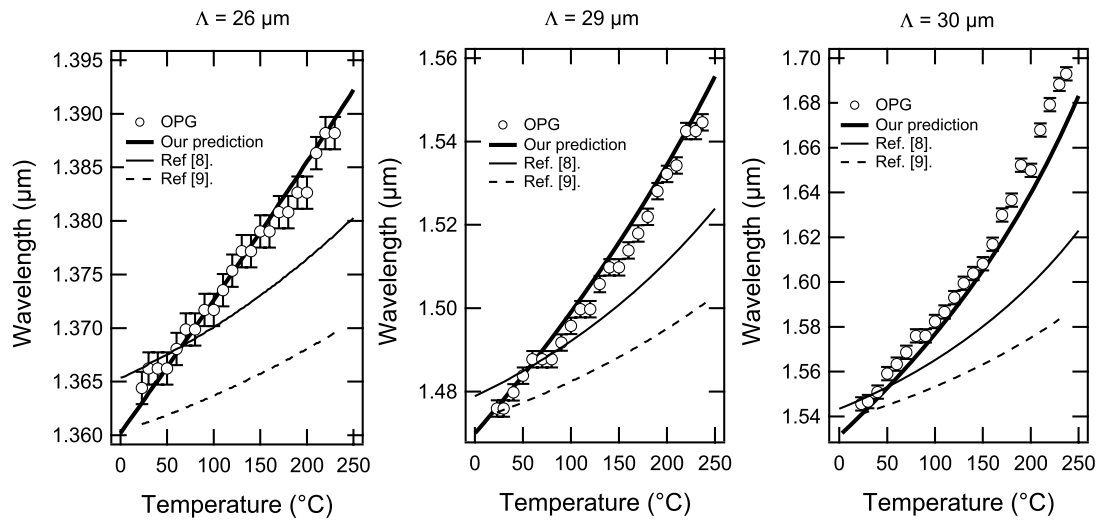 Λ = 26 µm
1.395
1.390
1.385
1.380
1.375
1.370
1.365
1.360
Wavelength (µm)
OPG
Our prediction
Ref [8].
Ref [9].
0 50 100 150 200 250
Temperature (°C)
Λ = 29 µm
1.56
1.54
1.52
1.50
1.48
Wavelength (µm)
OPG
Our prediction
Ref. [8].
Ref. [9].
0 50 100 150 200 250
Temperature (°C)
Λ = 30 µm
1.70
1.68
1.66
1.64
1.62
1.60
1.58
1.56
1.54
Wavelength (µm)
OPG
Our prediction
Ref. [8].
Ref. [9].
0 50 100 150 200 250
Temperature (°C)